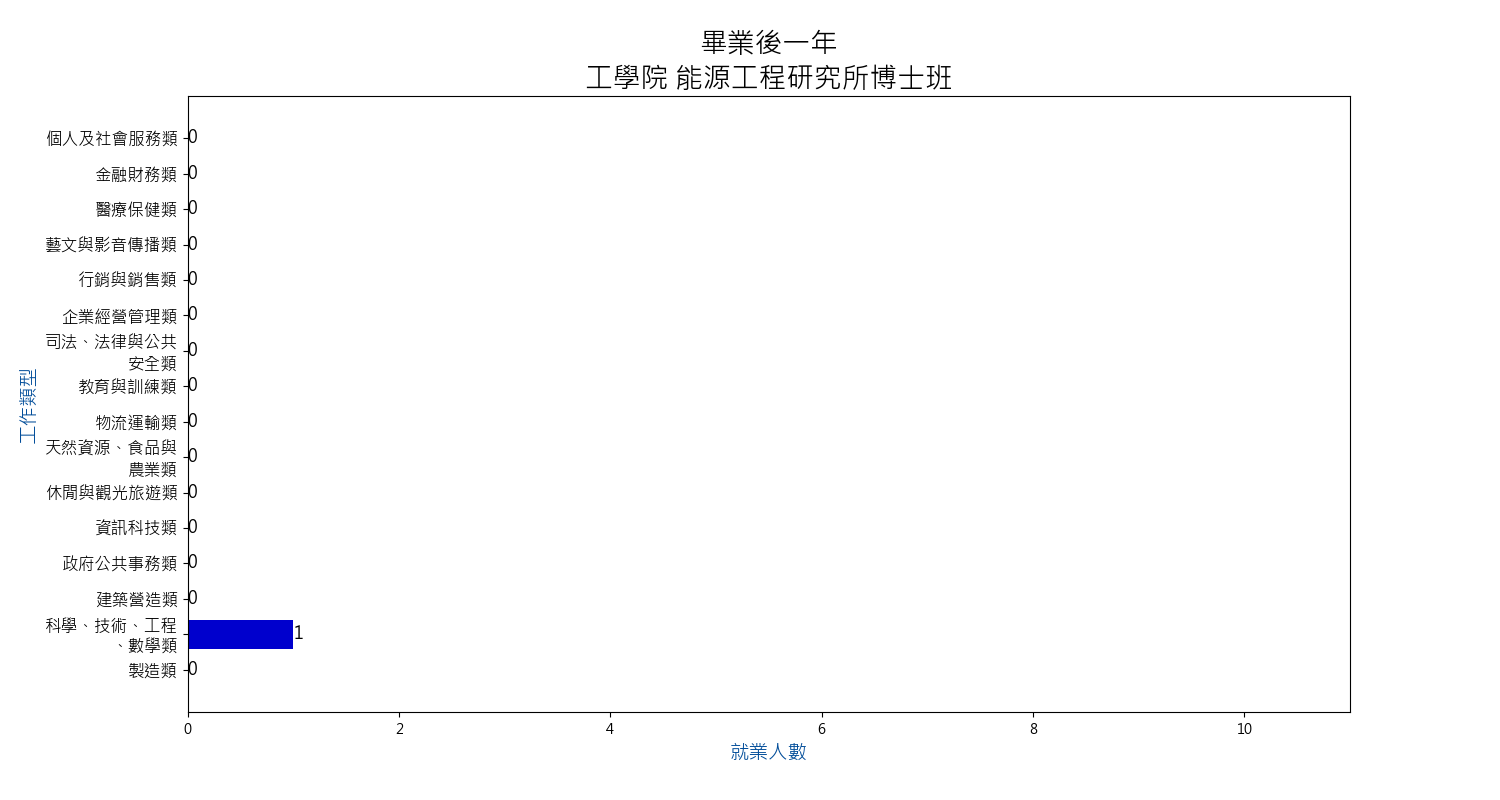 畢業後一年
工學院 能源工程研究所博士班
工作類型
個人及社會服務類 0
金融財務類 0
醫療保健類 0
藝文與影音傳播類 0
行銷與銷售類 0
企業經營管理類 0
司法、法律與公共
安全類 0
教育與訓練類 0
物流運輸類 0
天然資源、食品與
農業類 0
休閒與觀光旅遊類 0
資訊科技類 0
政府公共事務類 0
建築營造類 0
科學、技術、工程
、數學類 1
製造類 0
0 2 4 6 8 10
就業人數